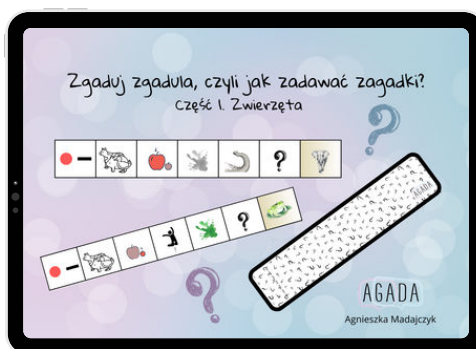 Zgaduj zgadula, czyli jak zadawać zagadki?
Część 1. Zwierzęta
?
?
?
?
AGADA
AGADA
Agnieszka Madajczyk